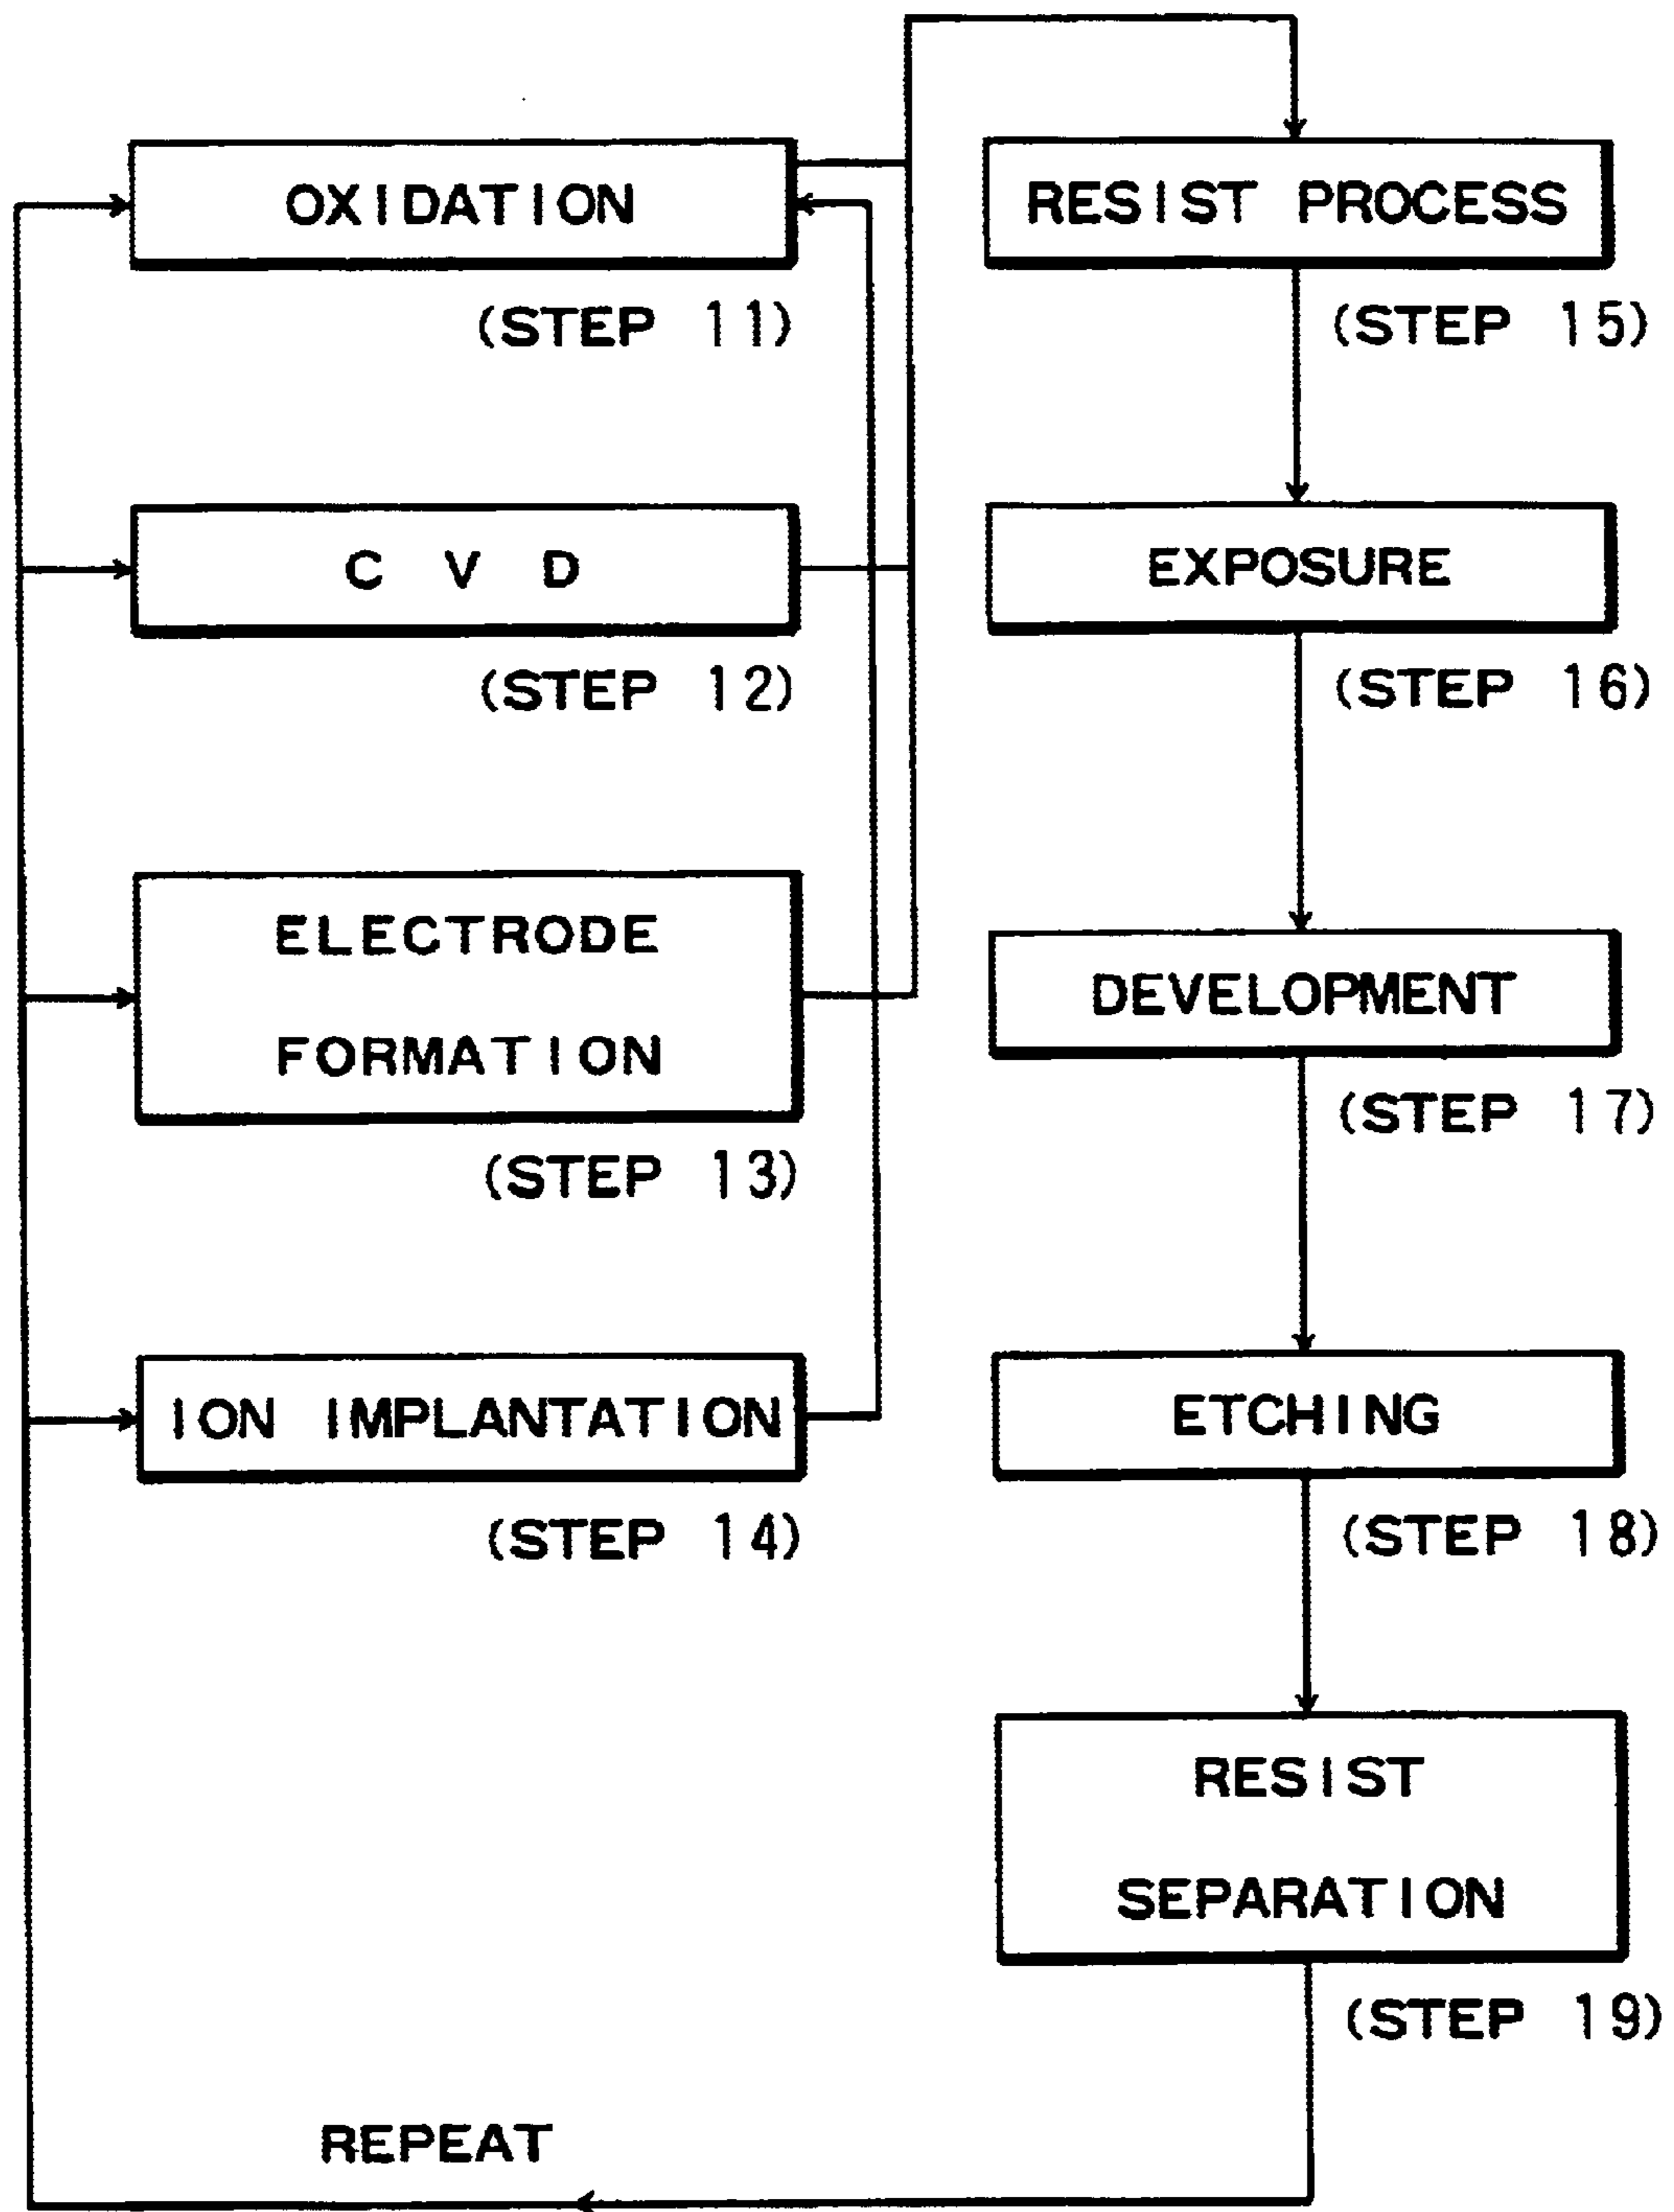 OXIDATION
(STEP 11)
C V D
(STEP 12)
ELECTRODE
FORMATION
(STEP 13)
ION IMPLANTATION
(STEP 14)
RESIST PROCESS
(STEP 15)
EXPOSURE
(STEP 16)
DEVELOPMENT
(STEP 17)
ETCHING
(STEP 18)
RESIST
SEPARATION
(STEP 19)
REPEAT